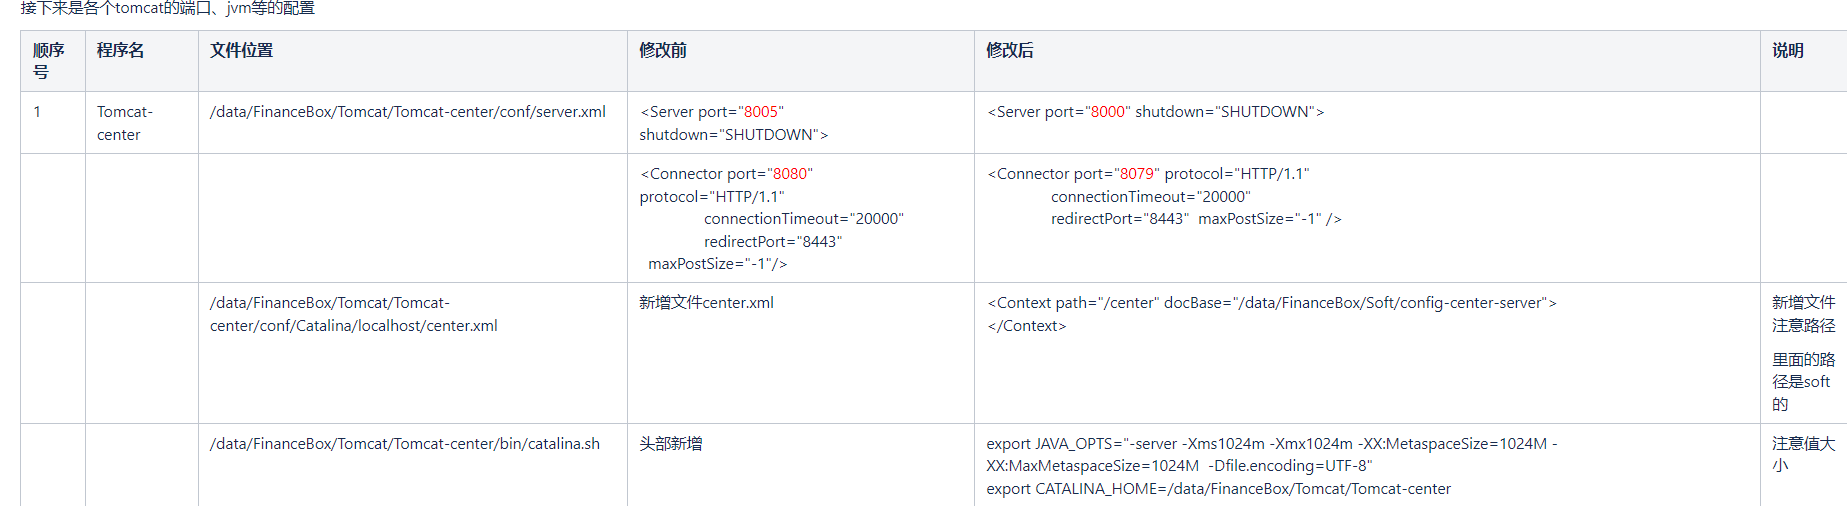 接下来是各个tomcat的端口、jvm等的配置
顺序
号
程序名
文件位置
修改前
修改后
说明
1
Tomcat-
center
/data/FinanceBox/Tomcat/Tomcat-center/conf/server.xml
<Server port="8005"
shutdown="SHUTDOWN">
<Server port="8000" shutdown="SHUTDOWN">
<Connector port="8080"
protocol="HTTP/1.1"
connectionTimeout="20000"
redirectPort="8443"
maxPostSize="-1"/>
<Connector port="8079" protocol="HTTP/1.1"
connectionTimeout="20000"
redirectPort="8443"  maxPostSize="-1" />
/data/FinanceBox/Tomcat/Tomcat-
center/conf/Catalina/localhost/center.xml
新增文件center.xml
<Context path="/center" docBase="/data/FinanceBox/Soft/config-center-server">
</Context>
新增文件
注意路径
里面的路
径是soft
的
/data/FinanceBox/Tomcat/Tomcat-center/bin/catalina.sh
头部新增
export JAVA_OPTS="-server -Xms1024m -Xmx1024m -XX:MetaspaceSize=1024M -
XX:MaxMetaspaceSize=1024M  -Dfile.encoding=UTF-8"
export CATALINA_HOME=/data/FinanceBox/Tomcat/Tomcat-center
注意值大
小